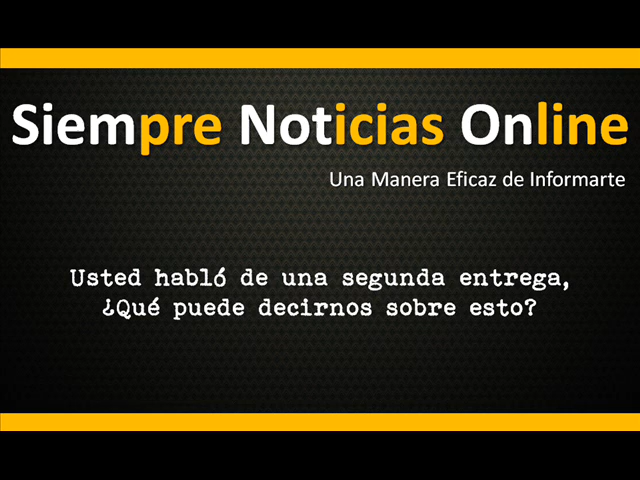 Siempre Noticias Online
Una Manera Eficaz de Informarte
Usted habló de una segunda entrega,
¿Qué puede decirnos sobre esto?